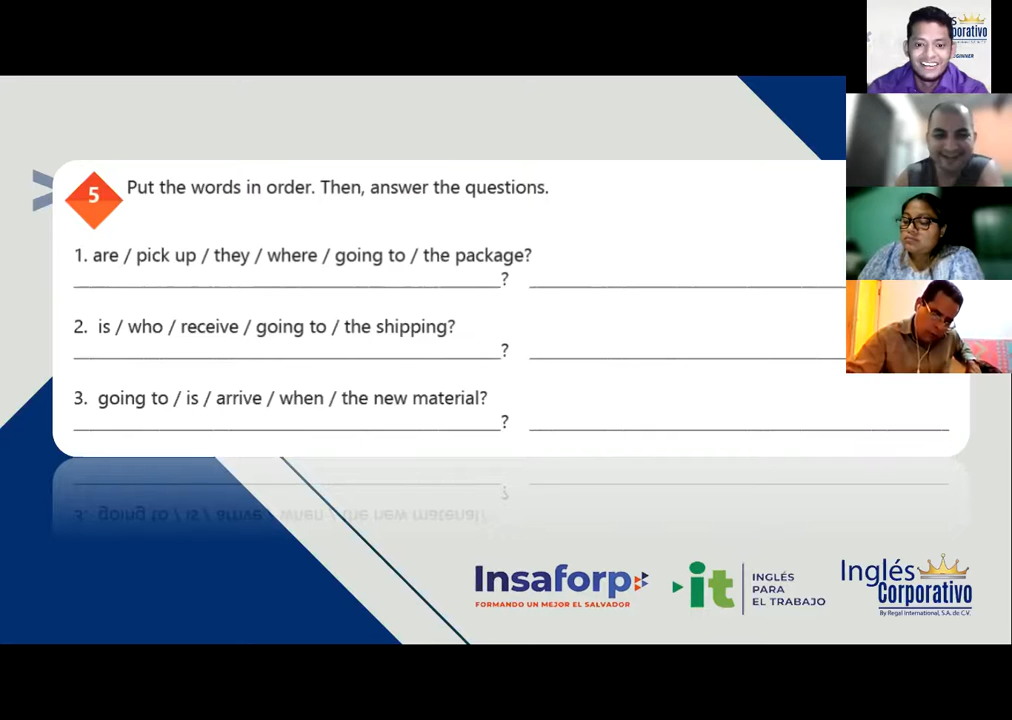 5
Put the words in order. Then, answer the questions.
1. are / pick up / they / where / going to / the package?
?
2. is / who / receive / going to / the shipping?
?
3. going to / is / arrive / when / the new material?
?
Insaforp
FORMANDO UN MEJOR EL SALVADOR
it
INGLÉS
PARA
EL TRABAJO
Inglés
Corporativo
By Regal International, S.A. de C.V.